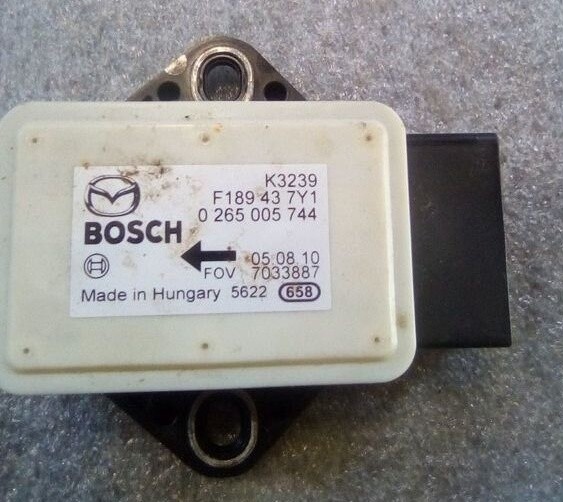 K3239
F189 43 7Y1
0 265 005 744
BOSCH
05.08.10
FOV 7033887
Made in Hungary 5622 658